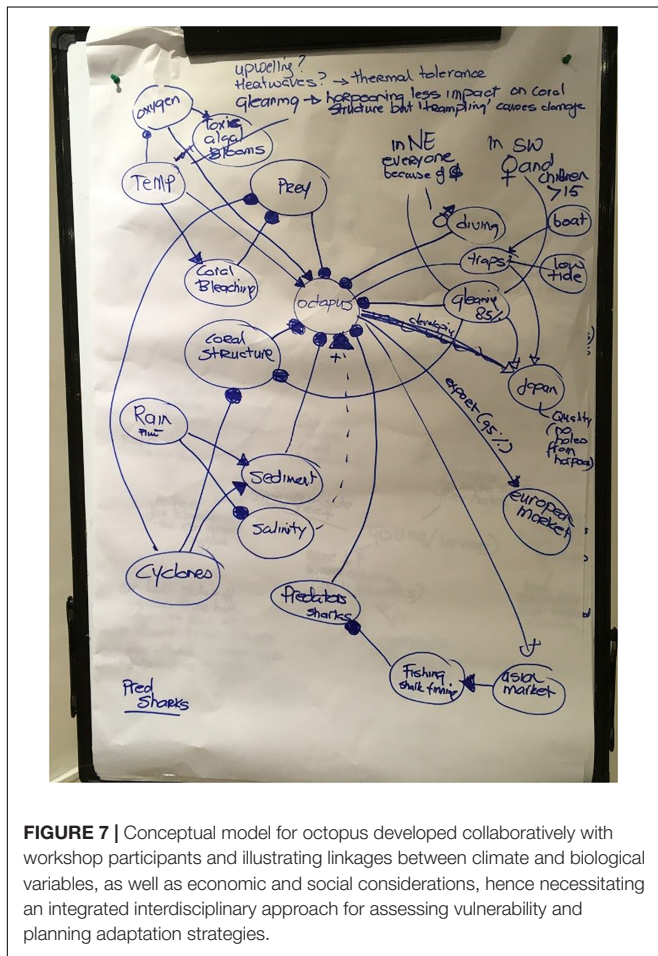 upwelling?
Heatwaves? → thermal tolerance
gleaning → harpooning less impact on coral
structure but 'trampling' causes damage
oxygen
toxic
algal
Blooms
in NE
everyone
because of $
in SW
♀ and
children
>15
Temp
Prey
diving
boat
traps?
low
tide
Coral
Bleaching
octopus
gleaning
85%
developing
coral
structure
+
Japan
export (95%)
Quality
(no
holes
from
harpoon)
Rain
Sediment
european
market
Salinity
Cyclones
Predators
sharks
Fishing
shark finning
asian
market
Pred
Sharks
FIGURE 7 | Conceptual model for octopus developed collaboratively with
workshop participants and illustrating linkages between climate and biological
variables, as well as economic and social considerations, hence necessitating
an integrated interdisciplinary approach for assessing vulnerability and
planning adaptation strategies.